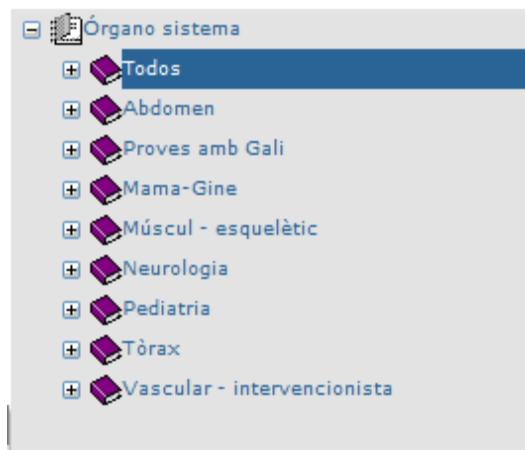 Órgano sistema
Todos
Abdomen
Proves amb Gali
Mama-Gine
Múscul - esquelètic
Neurologia
Pediatria
Tòrax
Vascular - intervencionista